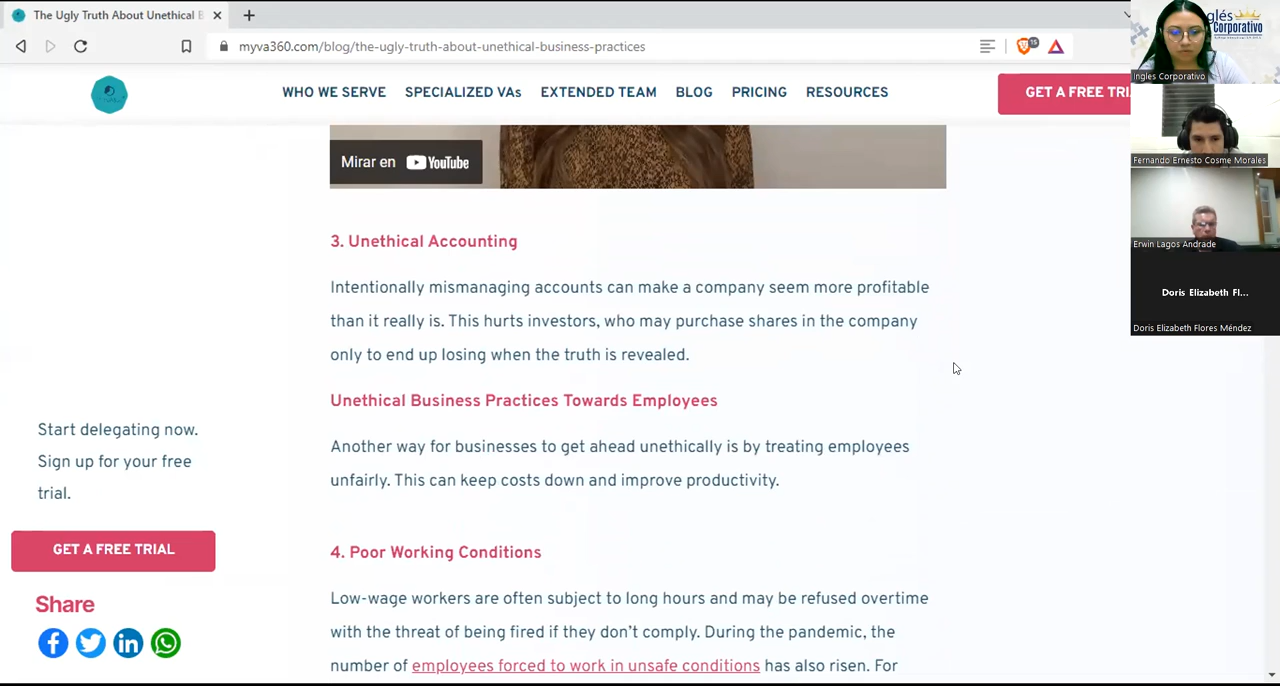 The Ugly Truth About Unethical B
myva360.com/blog/the-ugly-truth-about-unethical-business-practices
15
WHO WE SERVE SPECIALIZED VAs EXTENDED TEAM BLOG PRICING RESOURCES
GET A FREE TRI
Mirar en YouTube
3. Unethical Accounting
Intentionally mismanaging accounts can make a company seem more profitable
than it really is. This hurts investors, who may purchase shares in the company
only to end up losing when the truth is revealed.
Unethical Business Practices Towards Employees
Another way for businesses to get ahead unethically is by treating employees
unfairly. This can keep costs down and improve productivity.
4. Poor Working Conditions
Low-wage workers are often subject to long hours and may be refused overtime
with the threat of being fired if they don't comply. During the pandemic, the
number of employees forced to work in unsafe conditions has also risen. For
Start delegating now.
Sign up for your free
trial.
GET A FREE TRIAL
Share
glés
Corporativo
Ingles Corporativo
Fernando Ernesto Cosme Morales
Erwin Lagos Andrade
Doris Elizabeth Fl...
Doris Elizabeth Flores Méndez